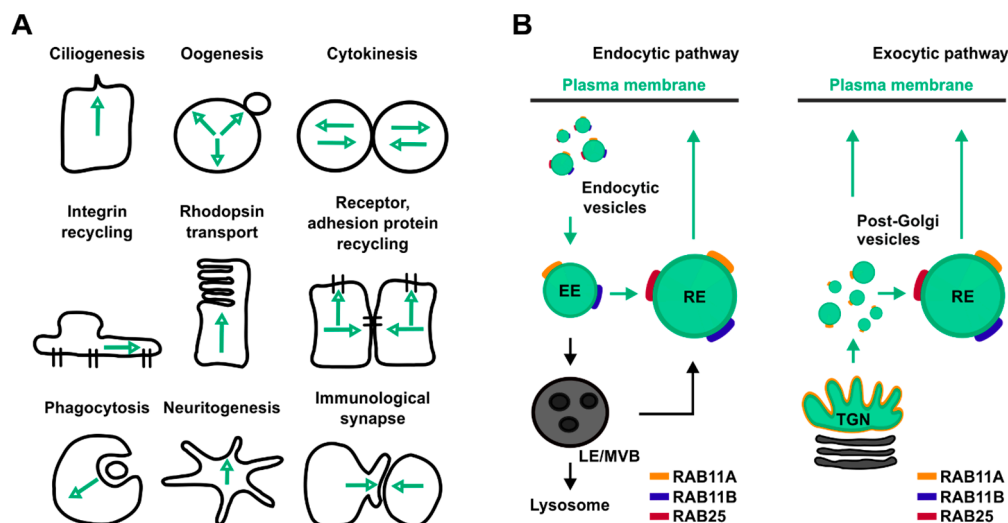 A
Ciliogenesis
Oogenesis
Cytokinesis
Integrin
recycling
Rhodopsin
transport
Receptor,
adhesion protein
recycling
Phagocytosis
Neuritogenesis
Immunological
synapse
B
Endocytic pathway
Plasma membrane
Endocytic
vesicles
EE
RE
LE/MVB
Lysosome
RAB11A
RAB11B
RAB25
Exocytic pathway
Plasma membrane
Post-Golgi
vesicles
RE
TGN
RAB11A
RAB11B
RAB25